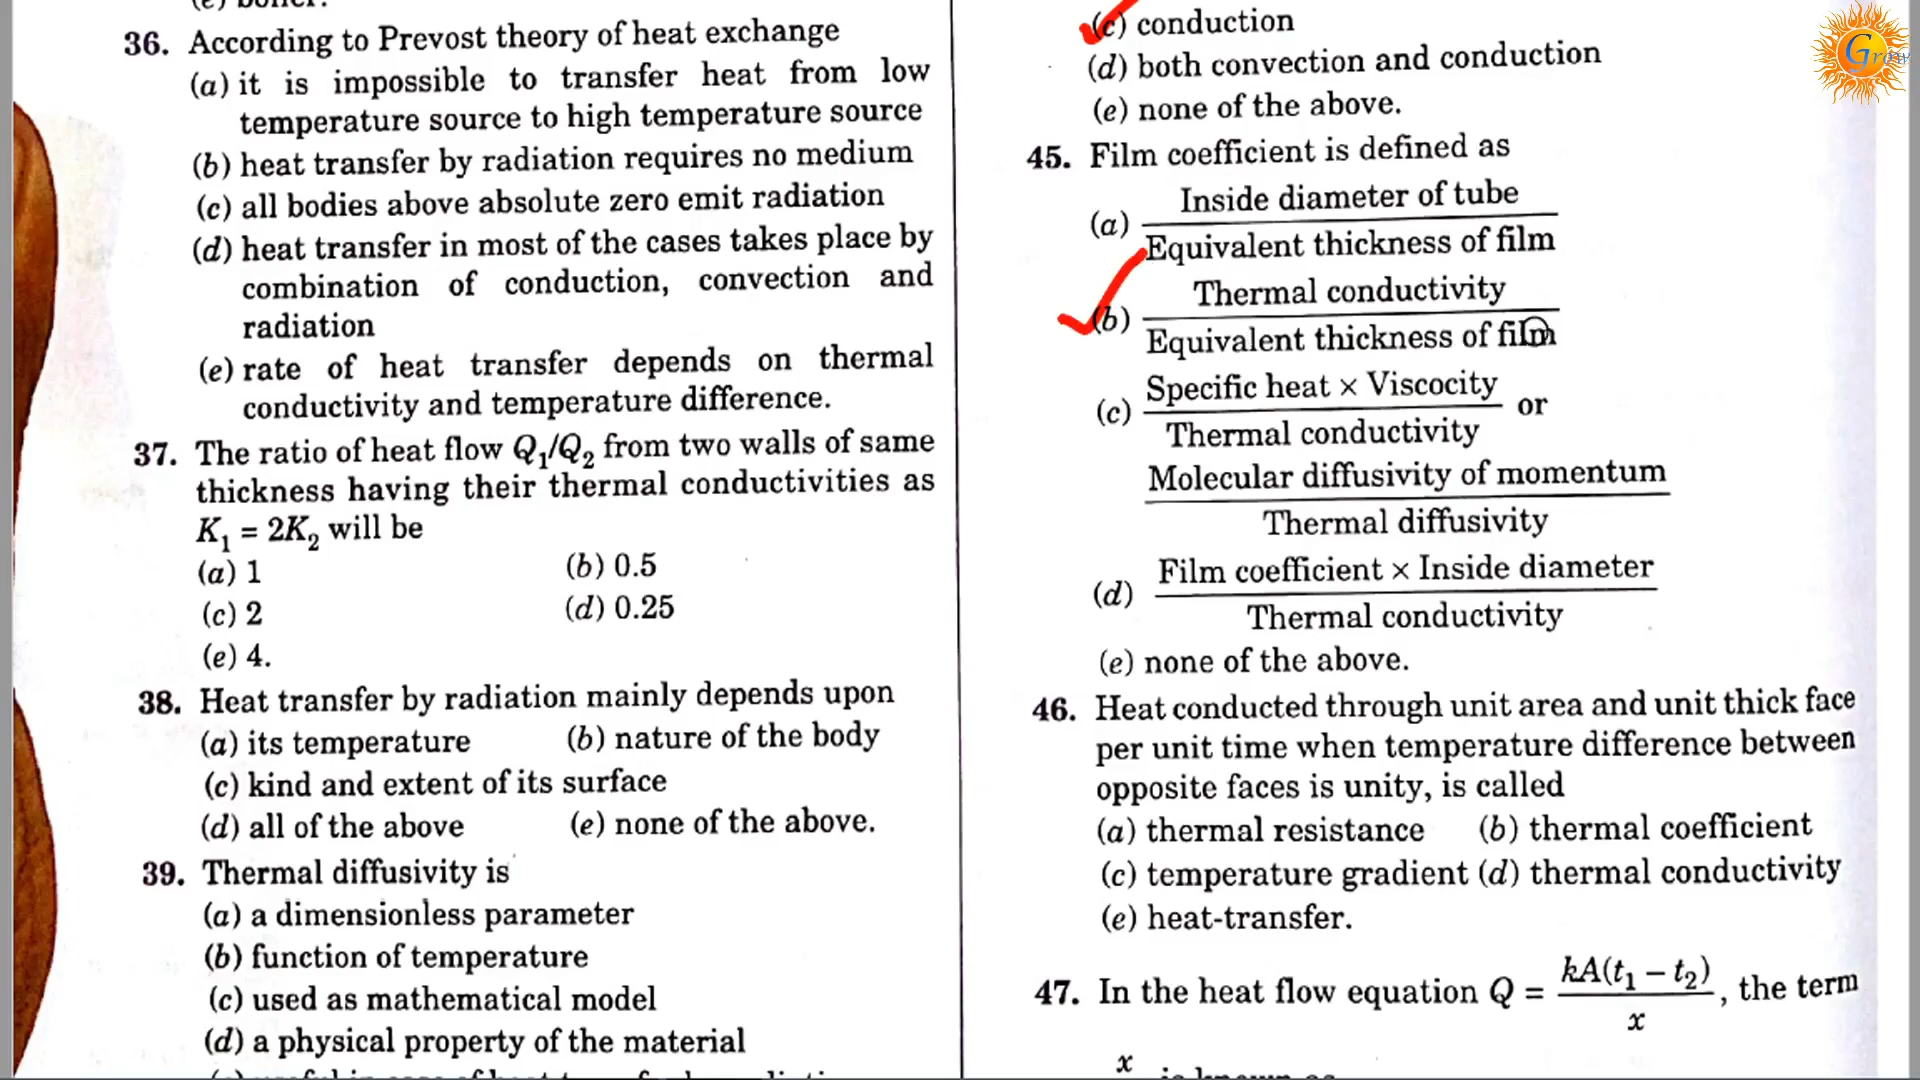 (e) boiler.
36. According to Prevost theory of heat exchange
(a) it is impossible to transfer heat from low
temperature source to high temperature source
(b) heat transfer by radiation requires no medium
(c) all bodies above absolute zero emit radiation
(d) heat transfer in most of the cases takes place by
combination of conduction, convection and
radiation
(e) rate of heat transfer depends on thermal
conductivity and temperature difference.
37. The ratio of heat flow Q1/Q2 from two walls of same
thickness having their thermal conductivities as
K1 = 2K2 will be
(a) 1 (b) 0.5
(c) 2 (d) 0.25
(e) 4.
38. Heat transfer by radiation mainly depends upon
(a) its temperature (b) nature of the body
(c) kind and extent of its surface
(d) all of the above (e) none of the above.
39. Thermal diffusivity is
(a) a dimensionless parameter
(b) function of temperature
(c) used as mathematical model
(d) a physical property of the material
(c) conduction
(d) both convection and conduction
(e) none of the above.
45. Film coefficient is defined as
(a) Inside diameter of tube
Equivalent thickness of film
(b) Thermal conductivity
Equivalent thickness of film
(c) Specific heat × Viscocity
Thermal conductivity or
Molecular diffusivity of momentum
Thermal diffusivity
(d) Film coefficient × Inside diameter
Thermal conductivity
(e) none of the above.
46. Heat conducted through unit area and unit thick face
per unit time when temperature difference between
opposite faces is unity, is called
(a) thermal resistance (b) thermal coefficient
(c) temperature gradient (d) thermal conductivity
(e) heat-transfer.
47. In the heat flow equation Q = kA(t1 – t2)
x , the term
x is known as
Grow